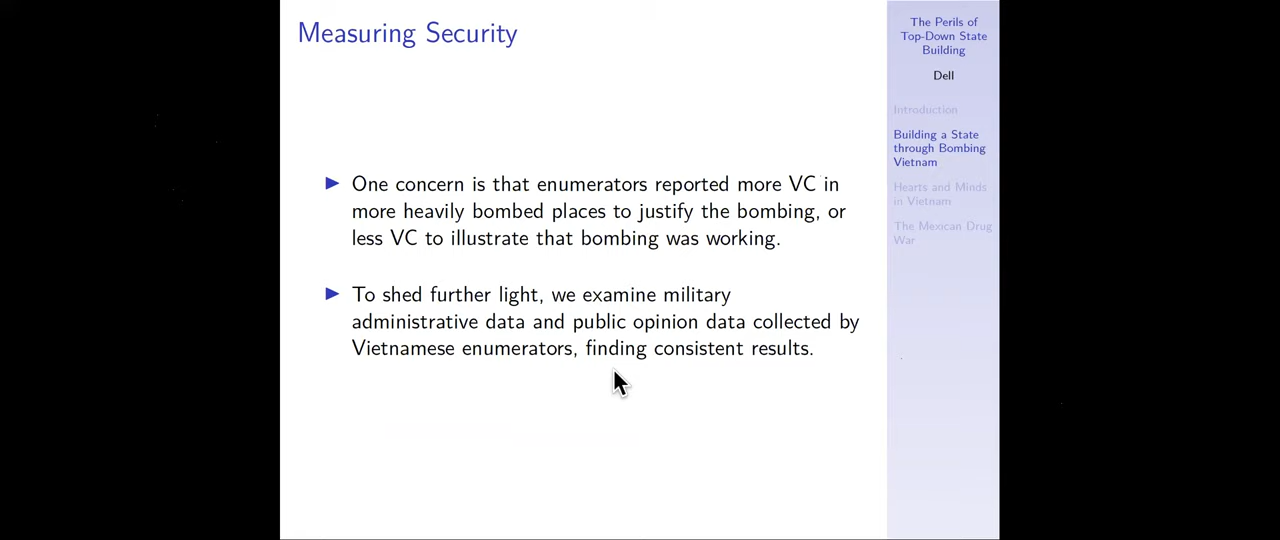 Measuring Security
▶ One concern is that enumerators reported more VC in
more heavily bombed places to justify the bombing, or
less VC to illustrate that bombing was working.
▶ To shed further light, we examine military
administrative data and public opinion data collected by
Vietnamese enumerators, finding consistent results.
The Perils of
Top-Down State
Building
Dell
Introduction
Building a State
through Bombing
Vietnam
Hearts and Minds
in Vietnam
The Mexican Drug
War